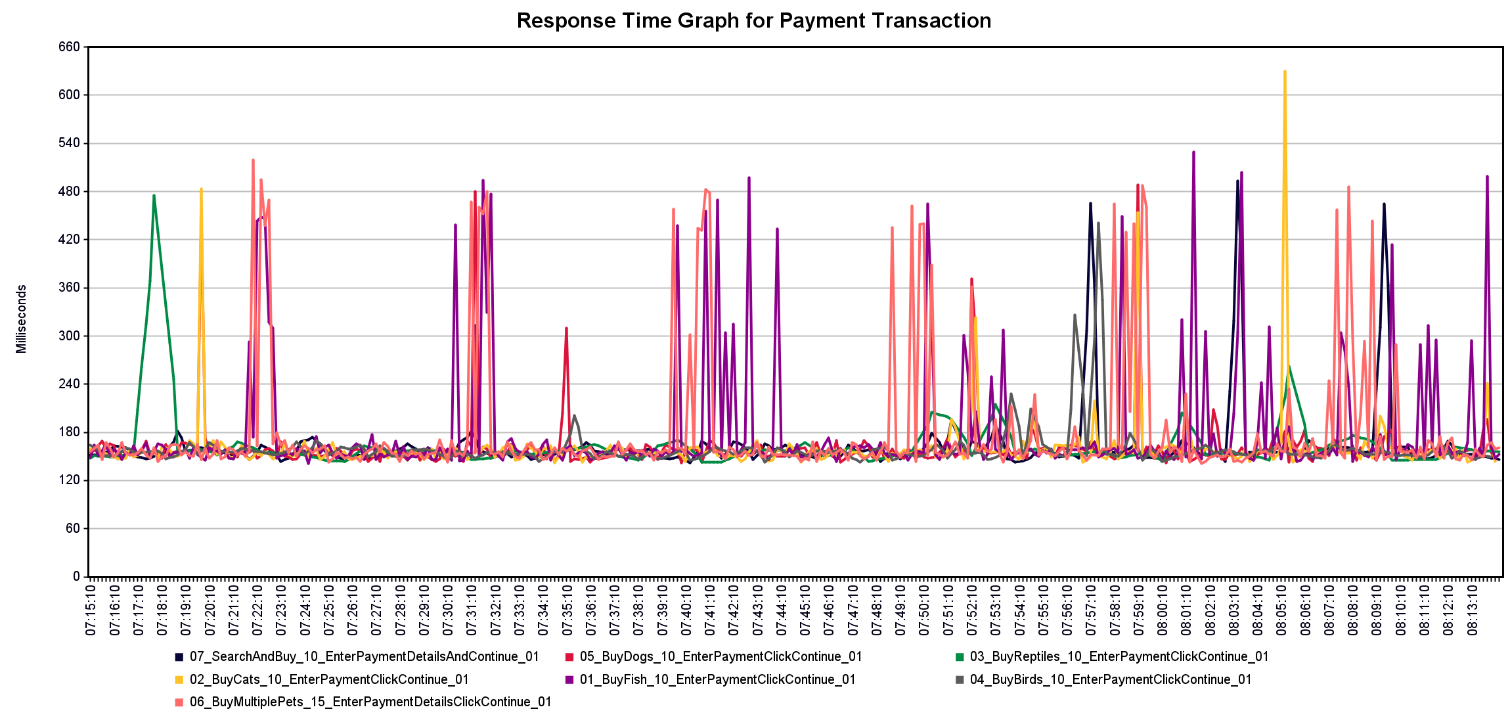 Response Time Graph for Payment Transaction
660
600
540
480
420
360
300
240
180
120
60
0
Milliseconds
07:15:10 07:16:10 07:17:10 07:18:10 07:19:10 07:20:10 07:21:10 07:22:10 07:23:10 07:24:10 07:25:10 07:26:10 07:27:10 07:28:10 07:29:10 07:30:10 07:31:10 07:32:10 07:33:10 07:34:10 07:35:10 07:36:10 07:37:10 07:38:10 07:39:10 07:40:10 07:41:10 07:42:10 07:43:10 07:44:10 07:45:10 07:46:10 07:47:10 07:48:10 07:49:10 07:50:10 07:51:10 07:52:10 07:53:10 07:54:10 07:55:10 07:56:10 07:57:10 07:58:10 07:59:10 08:00:10 08:01:10 08:02:10 08:03:10 08:04:10 08:05:10 08:06:10 08:07:10 08:08:10 08:09:10 08:10:10 08:11:10 08:12:10 08:13:10
07_SearchAndBuy_10_EnterPaymentDetailsAndContinue_01 05_BuyDogs_10_EnterPaymentClickContinue_01 03_BuyReptiles_10_EnterPaymentClickContinue_01
02_BuyCats_10_EnterPaymentClickContinue_01 01_BuyFish_10_EnterPaymentClickContinue_01 04_BuyBirds_10_EnterPaymentClickContinue_01
06_BuyMultiplePets_15_EnterPaymentDetailsClickContinue_01